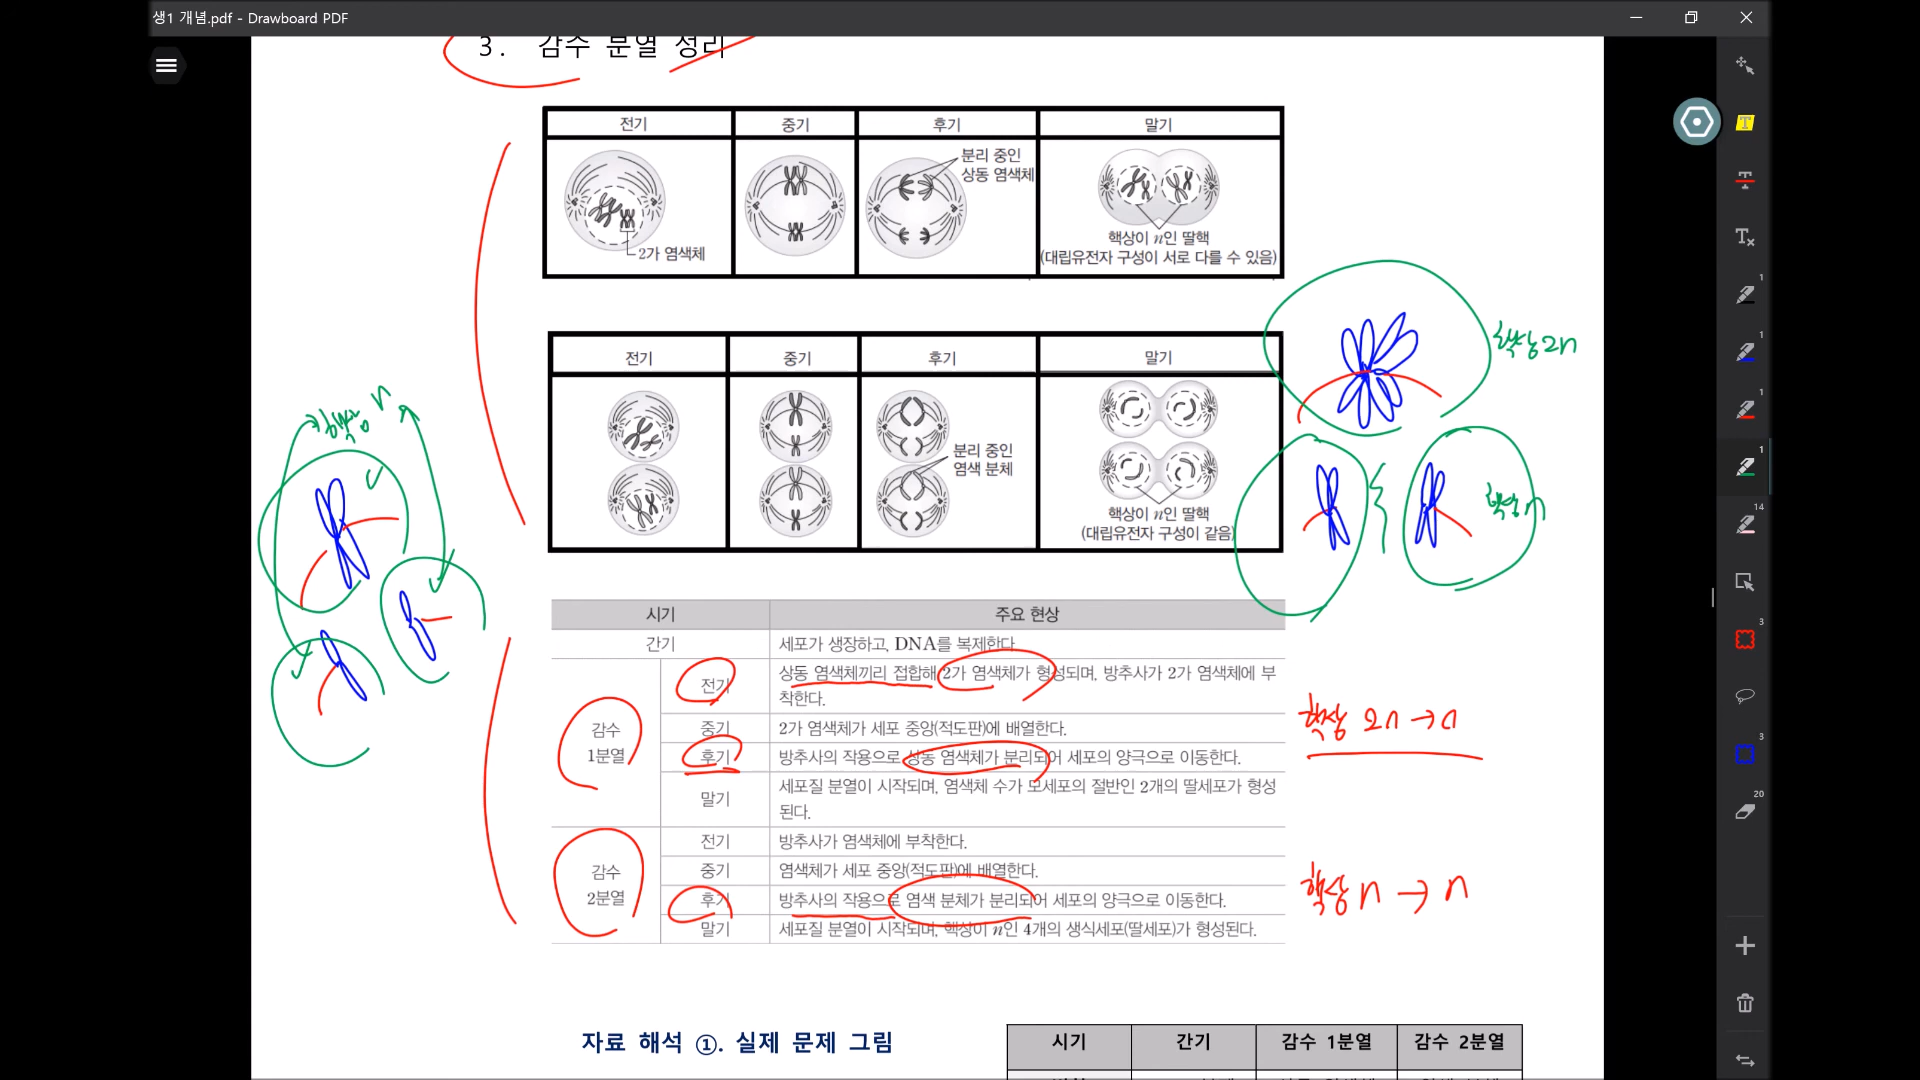 생1 개념.pdf - Drawboard PDF
3. 감수 분열 정리
전기 중기 후기 말기
분리 중인
상동 염색체
2가 염색체
핵상이 n인 딸핵
(대립유전자 구성이 서로 다를 수 있음)
핵상 2n
전기 중기 후기 말기
핵상 n
분리 중인
염색 분체
핵상 n
핵상이 n인 딸핵
(대립유전자 구성이 같음)
시기 주요 현상
간기 세포가 생장하고, DNA를 복제한다.
감수
1분열
전기 상동 염색체끼리 접합해 2가 염색체가 형성되며, 방추사가 2가 염색체에 부
착한다.
중기 2가 염색체가 세포 중앙(적도판)에 배열한다.
후기 방추사의 작용으로 상동 염색체가 분리되어 세포의 양극으로 이동한다.
말기 세포질 분열이 시작되며, 염색체 수가 모세포의 절반인 2개의 딸세포가 형성
된다.
핵상 2n → n
감수
2분열
전기 방추사가 염색체에 부착한다.
중기 염색체가 세포 중앙(적도판)에 배열한다.
후기 방추사의 작용으로 염색 분체가 분리되어 세포의 양극으로 이동한다.
말기 세포질 분열이 시작되며, 핵상이 n인 4개의 생식세포(딸세포)가 형성된다.
핵상 n → n
자료 해석 ①. 실제 문제 그림
시기 간기 감수 1분열 감수 2분열
T
T
Tx
1
1
1
1
14
3
3
20